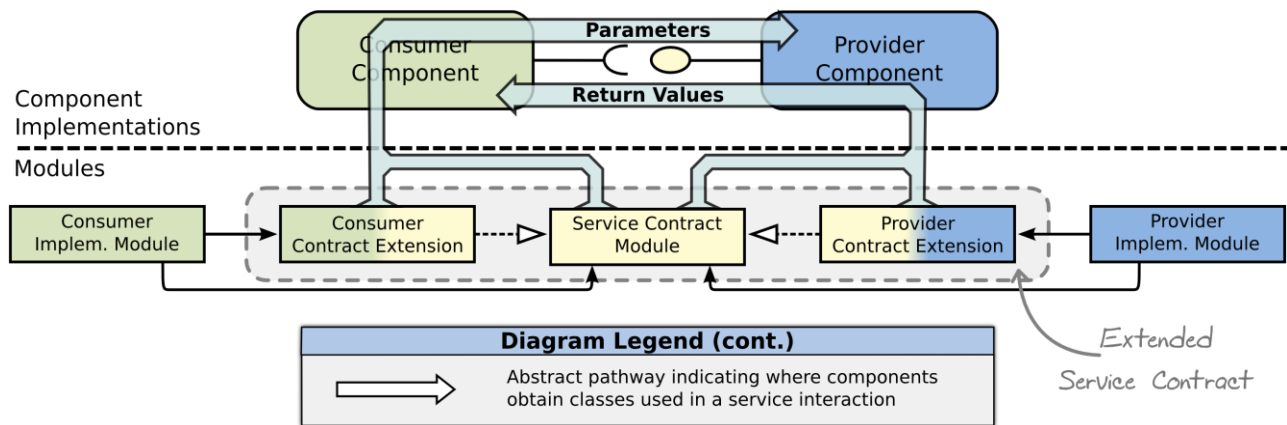 Parameters
Consumer
Component
Provider
Component
Return Values
Component
Implementations
Modules
Consumer
Implem. Module
Consumer
Contract Extension
Service Contract
Module
Provider
Contract Extension
Provider
Implem. Module
Extended
Service Contract
Diagram Legend (cont.)
Abstract pathway indicating where components
obtain classes used in a service interaction